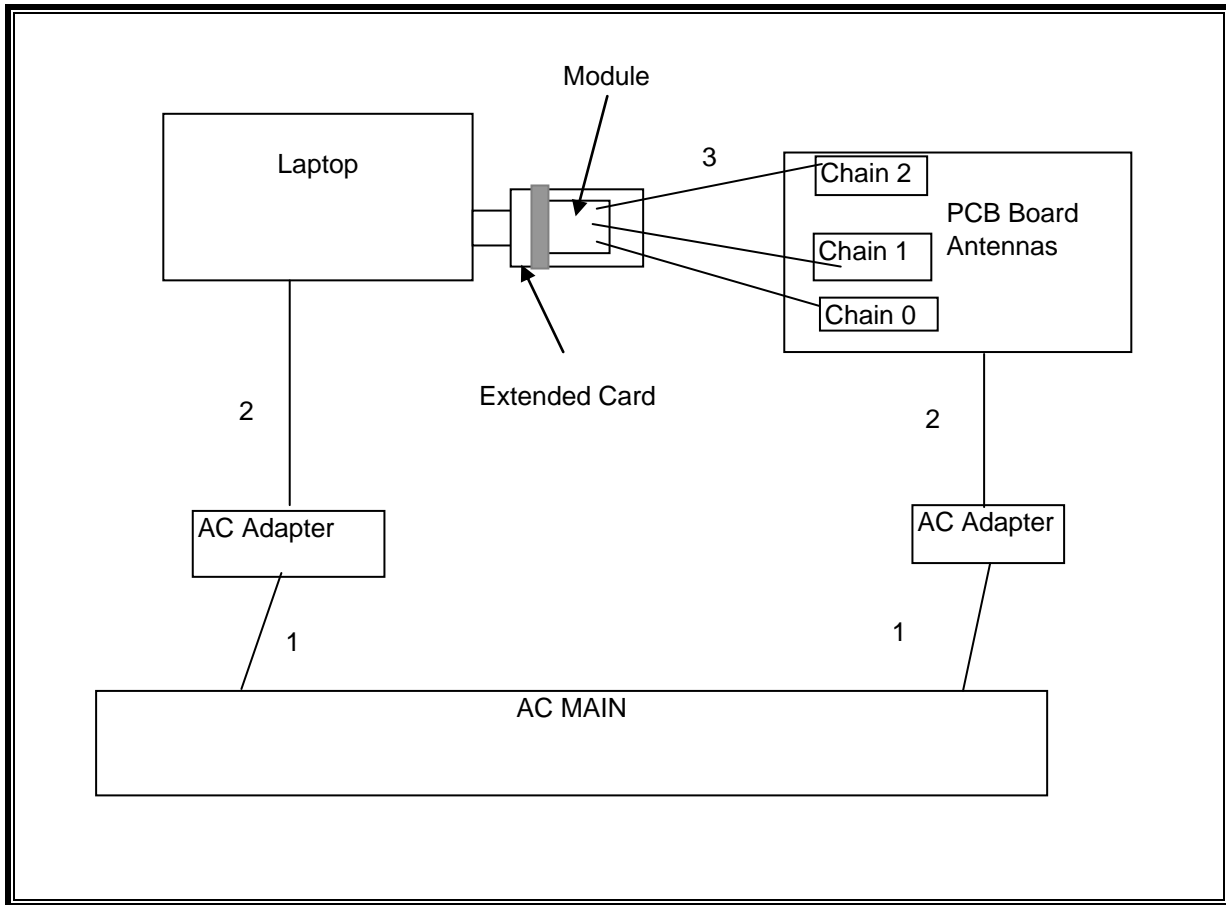 Module
Laptop
3
Chain 2
PCB Board
Antennas
Chain 1
Chain 0
Extended Card
2
2
AC Adapter
AC Adapter
1
1
AC MAIN